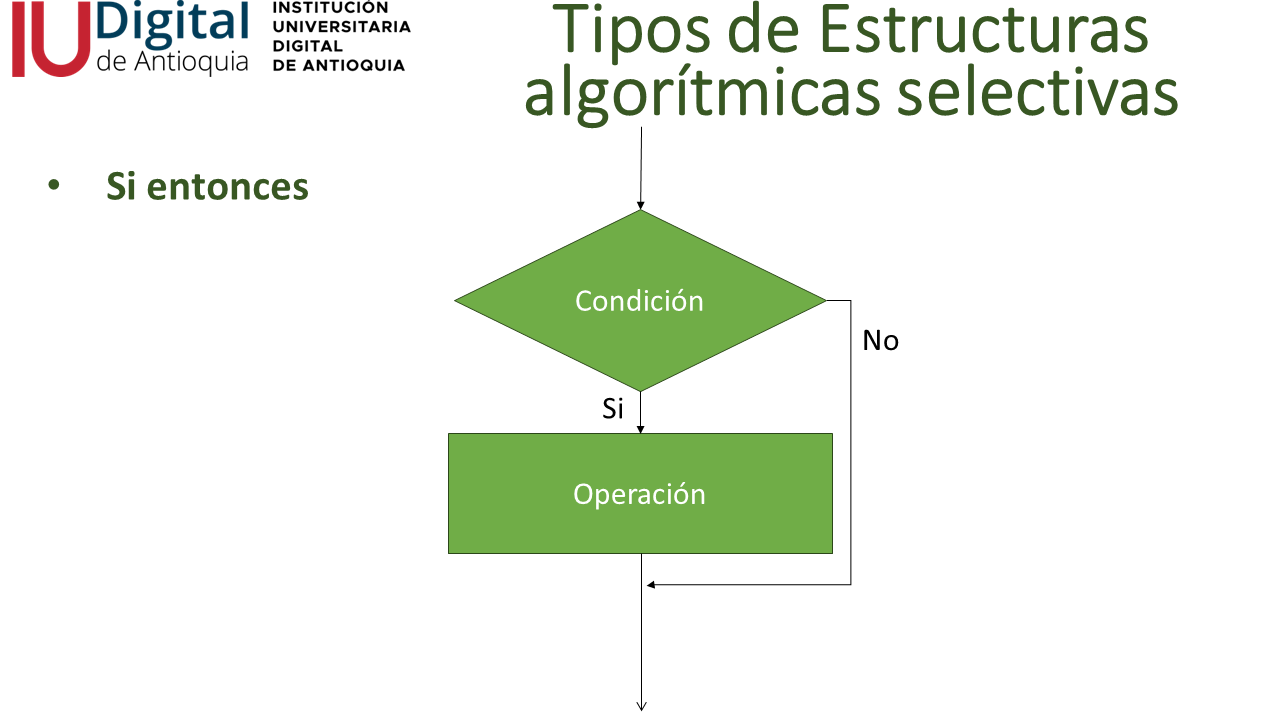 IU Digital
de Antioquia
INSTITUCIÓN
UNIVERSITARIA
DIGITAL
DE ANTIOQUIA
Tipos de Estructuras
algorítmicas selectivas
• Si entonces
Condición
No
Si
Operación